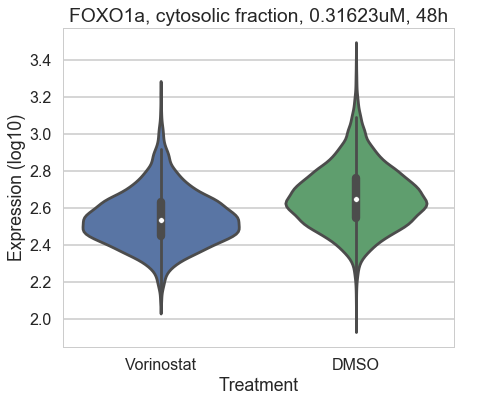 FOXO1a, cytosolic fraction, 0.31623uM, 48h
Expression (log10)
3.4
3.2
3.0
2.8
2.6
2.4
2.2
2.0
Vorinostat DMSO
Treatment